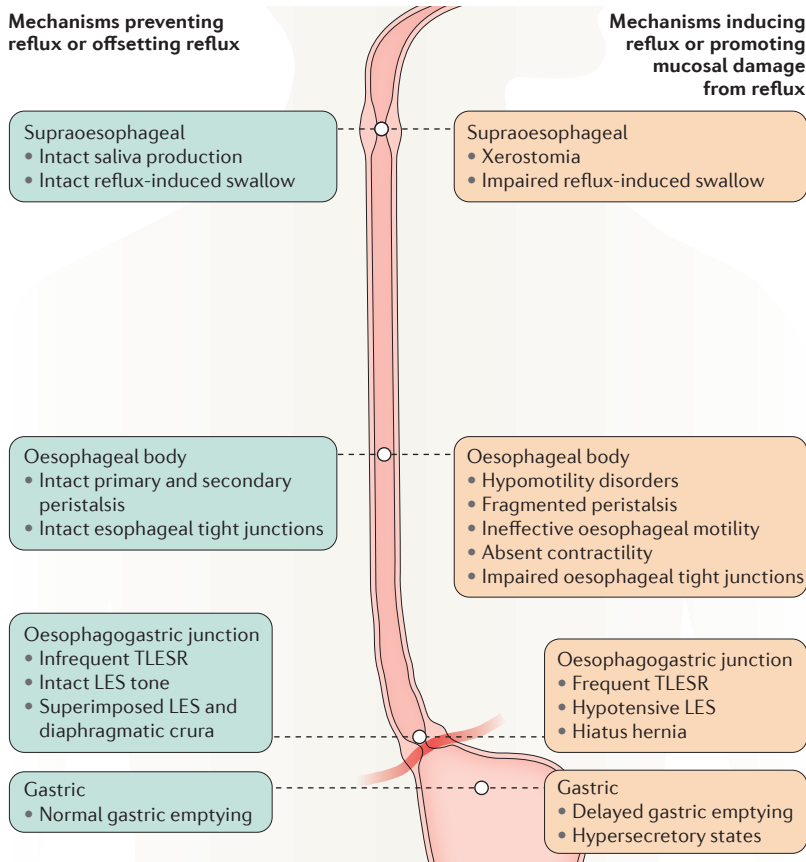 Mechanisms preventing
reflux or offsetting reflux
Mechanisms inducing
reflux or promoting
mucosal damage
from reflux
Supraoesophageal
• Intact saliva production
• Intact reflux-induced swallow
Supraoesophageal
• Xerostomia
• Impaired reflux-induced swallow
Oesophageal body
• Intact primary and secondary
peristalsis
• Intact esophageal tight junctions
Oesophageal body
• Hypomotility disorders
• Fragmented peristalsis
• Ineffective oesophageal motility
• Absent contractility
• Impaired oesophageal tight junctions
Oesophagogastric junction
• Infrequent TLESR
• Intact LES tone
• Superimposed LES and
diaphragmatic crura
Oesophagogastric junction
• Frequent TLESR
• Hypotensive LES
• Hiatus hernia
Gastric
• Normal gastric emptying
Gastric
• Delayed gastric emptying
• Hypersecretory states